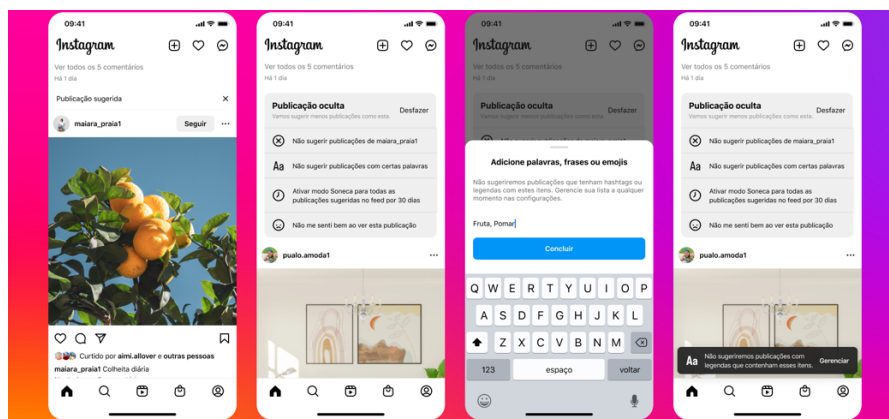 09:41
Instagram
Ver todos os 5 comentários
Há 1 dia
Publicação sugerida
maiara_praia1
Seguir
Curtido por aimi.allover e outras pessoas
maiara_praia1 Colheita diária
09:41
Instagram
Ver todos os 5 comentários
Há 1 dia
Publicação oculta
Vamos sugerir menos publicações como esta.
Desfazer
Não sugerir publicações de maiara_praia1
Aa Não sugerir publicações com certas palavras
Ativar modo Soneca para todas as
publicações sugeridas no feed por 30 dias
Não me senti bem ao ver esta publicação
pualo.amoda1
09:41
Instagram
Ver todos os 5 comentários
Há 1 dia
Publicação oculta
Vamos sugerir menos publicações como esta.
Desfazer
Adicione palavras, frases ou emojis
Não sugeriremos publicações que tenham hashtags ou
legendas com estes itens. Gerencie sua lista a qualquer
momento nas configurações.
Fruta, Pomar
Concluir
Q W E R T Y U I O P
A S D F G H J K L
Z X C V B N M
123 espaço voltar
09:41
Instagram
Ver todos os 5 comentários
Há 1 dia
Publicação oculta
Vamos sugerir menos publicações como esta.
Desfazer
Não sugerir publicações de maiara_praia1
Aa Não sugerir publicações com certas palavras
Ativar modo Soneca para todas as
publicações sugeridas no feed por 30 dias
Não me senti bem ao ver esta publicação
pualo.amoda1
Aa Não sugeriremos publicações com
legendas que contenham esses itens.
Gerenciar